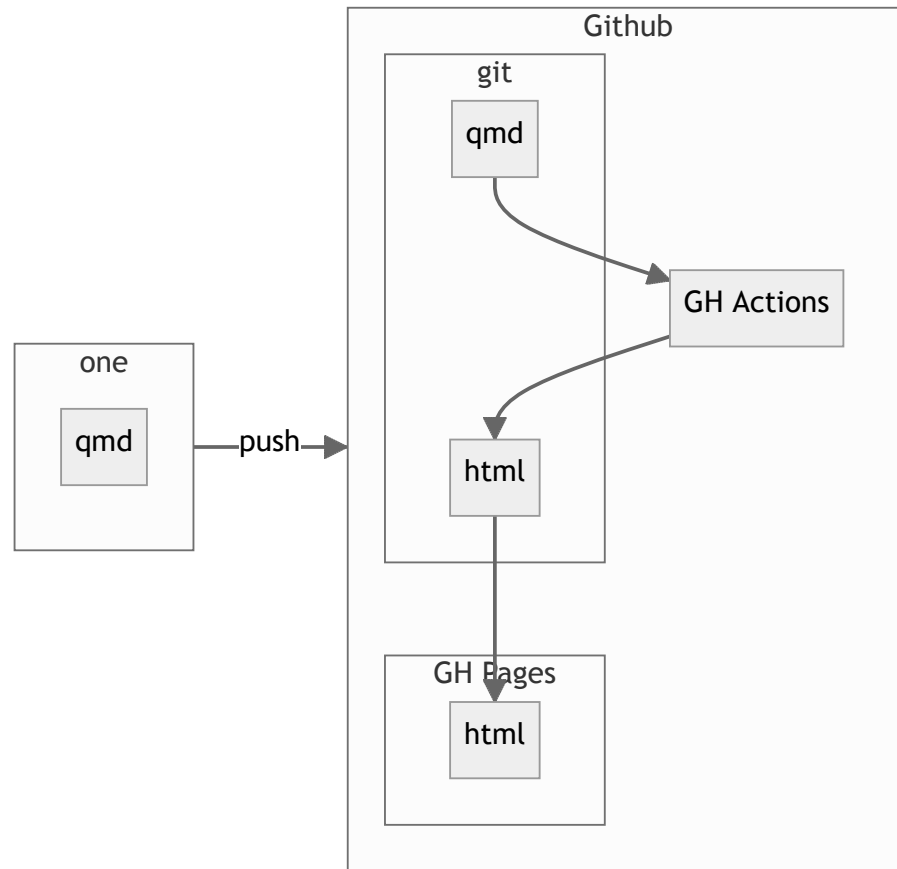 Github
git
qmd
GH Actions
one
qmd
push
html
GH Pages
html